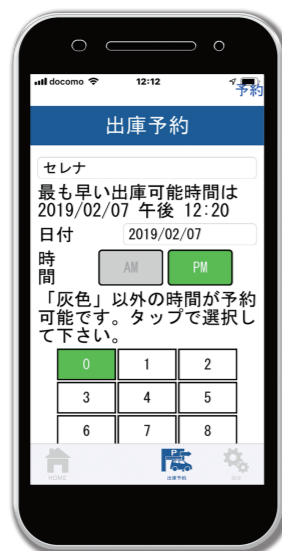 docomo 12:12
予約
出庫予約
セレナ
最も早い出庫可能時間は
2019/02/07 午後 12:20
日付 2019/02/07
時間 AM PM
「灰色」以外の時間が予約
可能です。タップで選択し
て下さい。
0 1 2
3 4 5
6 7 8
HOME 出庫予約 設定